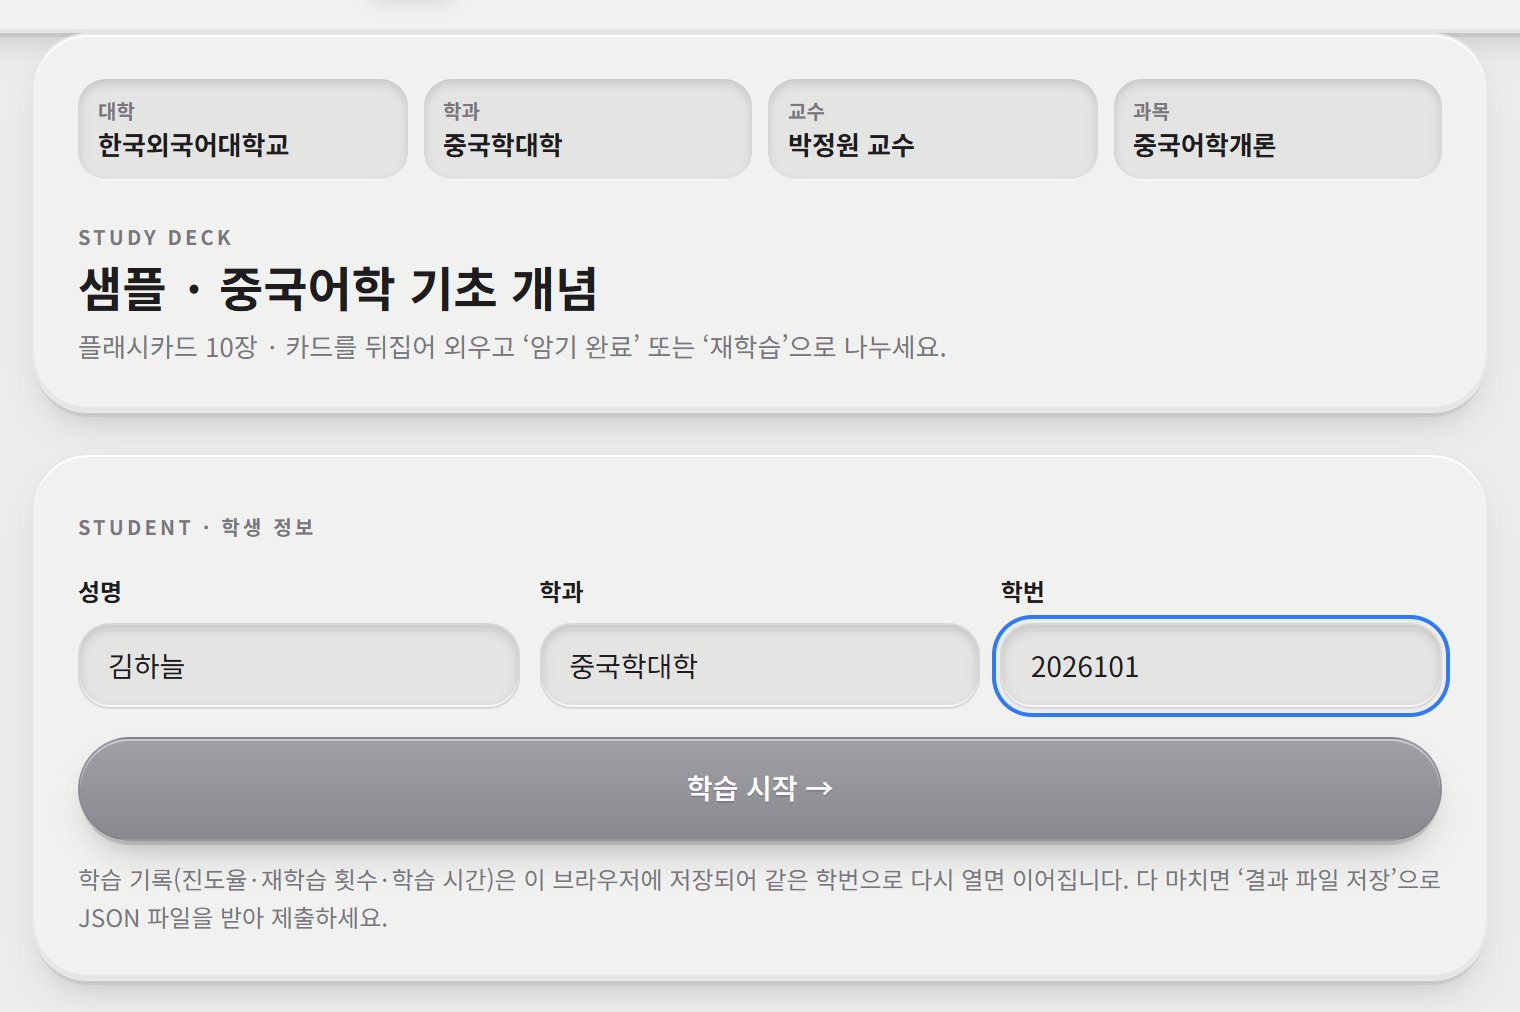 대학
한국외국어대학교
학과
중국학대학
교수
박정원 교수
과목
중국어학개론
STUDY DECK
샘플 · 중국어학 기초 개념
플래시카드 10장 · 카드를 뒤집어 외우고 ‘암기 완료’ 또는 ‘재학습’으로 나누세요.
STUDENT · 학생 정보
성명
학과
학번
김하늘
중국학대학
2026101
학습 시작 →
학습 기록(진도율·재학습 횟수·학습 시간)은 이 브라우저에 저장되어 같은 학번으로 다시 열면 이어집니다. 다 마치면 ‘결과 파일 저장’으로
JSON 파일을 받아 제출하세요.